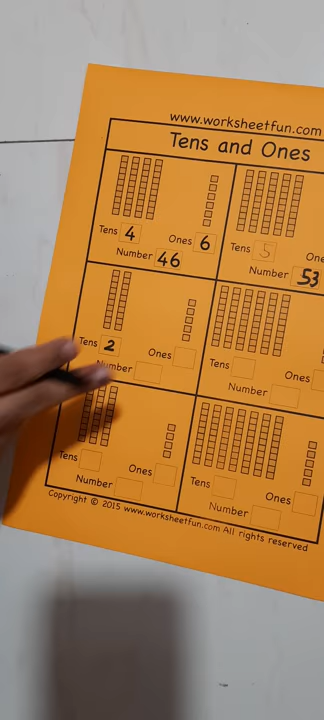 www.worksheetfun.com
Tens and Ones
Tens 4 Ones 6
Number 46
Tens 5
Number 53
Tens 2 Ones
Number
Tens Ones
Number
Tens Ones
Number
Tens Ones
Number
Copyright © 2015 www.worksheetfun.com All rights reserved